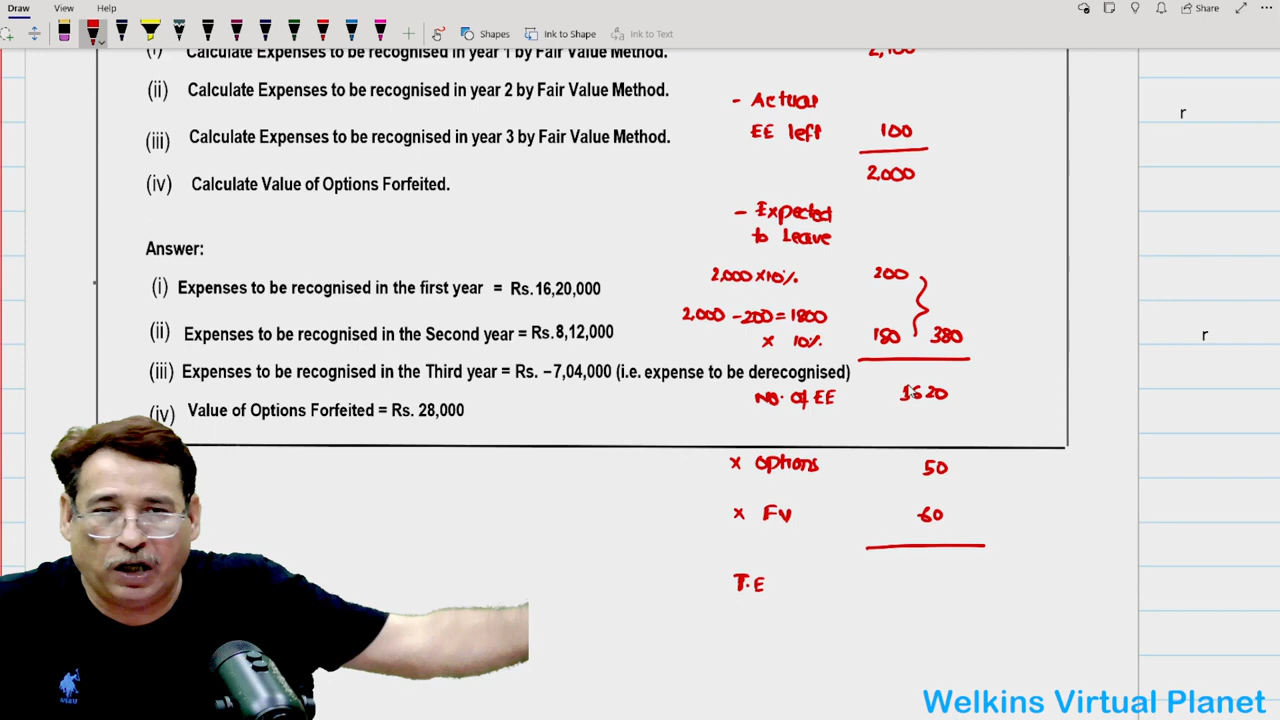 Draw View Help
Share
Shapes Ink to Shape Ink to Text
(i) Calculate Expenses to be recognised in year 1 by Fair Value Method.
2,100
(ii) Calculate Expenses to be recognised in year 2 by Fair Value Method.
- Actual
EE left 100
(iii) Calculate Expenses to be recognised in year 3 by Fair Value Method.
2,000
(iv) Calculate Value of Options Forfeited.
- Expected
to Leave
Answer:
2,000 x 10% 200
(i) Expenses to be recognised in the first year = Rs. 16,20,000
2,000 - 200 = 1800
(ii) Expenses to be recognised in the Second year = Rs. 8,12,000
x 10% 180 380
(iii) Expenses to be recognised in the Third year = Rs. -7,04,000 (i.e. expense to be derecognised)
No. of EE 1620
(iv) Value of Options Forfeited = Rs. 28,000
x options 50
x FV 60
T.E
r
r
Welkins Virtual Planet